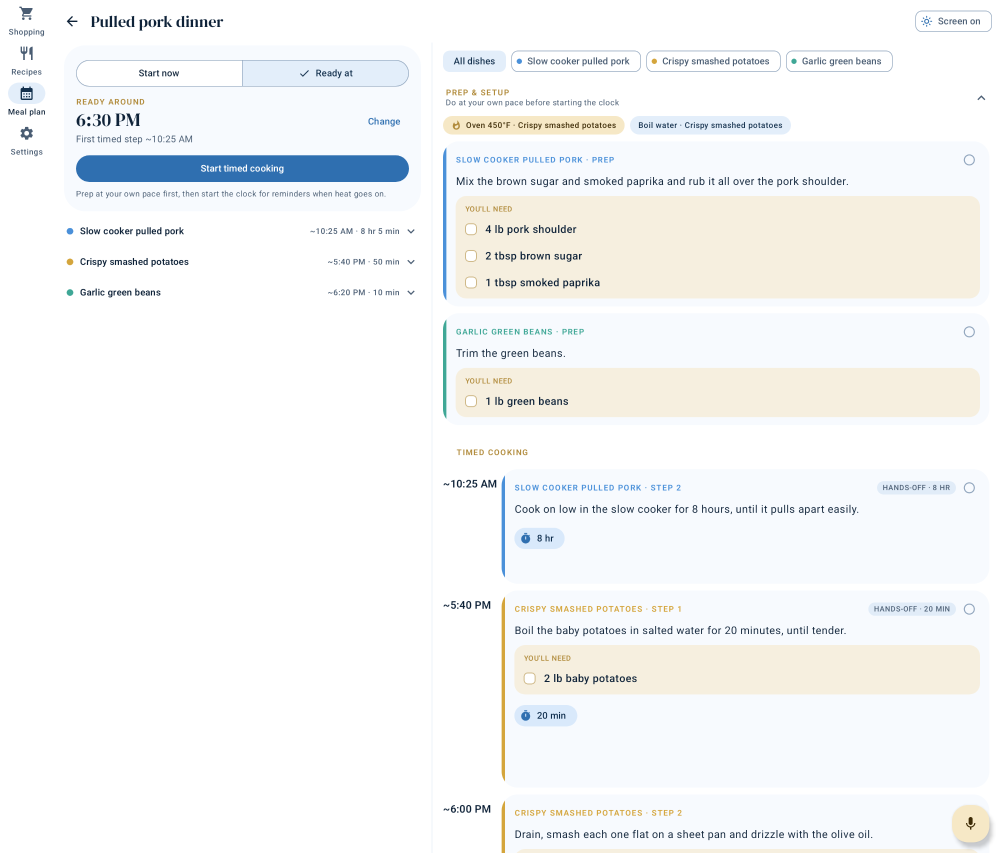 Shopping
Recipes
Meal plan
Settings
Pulled pork dinner
Screen on
Start now
Ready at
READY AROUND
6:30 PM
Change
First timed step ~10:25 AM
Start timed cooking
Prep at your own pace first, then start the clock for reminders when heat goes on.
Slow cooker pulled pork
~10:25 AM · 8 hr 5 min
Crispy smashed potatoes
~5:40 PM · 50 min
Garlic green beans
~6:20 PM · 10 min
All dishes
Slow cooker pulled pork
Crispy smashed potatoes
Garlic green beans
PREP & SETUP
Do at your own pace before starting the clock
Oven 450°F · Crispy smashed potatoes
Boil water · Crispy smashed potatoes
SLOW COOKER PULLED PORK · PREP
Mix the brown sugar and smoked paprika and rub it all over the pork shoulder.
YOU'LL NEED
4 lb pork shoulder
2 tbsp brown sugar
1 tbsp smoked paprika
GARLIC GREEN BEANS · PREP
Trim the green beans.
YOU'LL NEED
1 lb green beans
TIMED COOKING
~10:25 AM
SLOW COOKER PULLED PORK · STEP 2
HANDS-OFF · 8 HR
Cook on low in the slow cooker for 8 hours, until it pulls apart easily.
8 hr
~5:40 PM
CRISPY SMASHED POTATOES · STEP 1
HANDS-OFF · 20 MIN
Boil the baby potatoes in salted water for 20 minutes, until tender.
YOU'LL NEED
2 lb baby potatoes
20 min
~6:00 PM
CRISPY SMASHED POTATOES · STEP 2
Drain, smash each one flat on a sheet pan and drizzle with the olive oil.